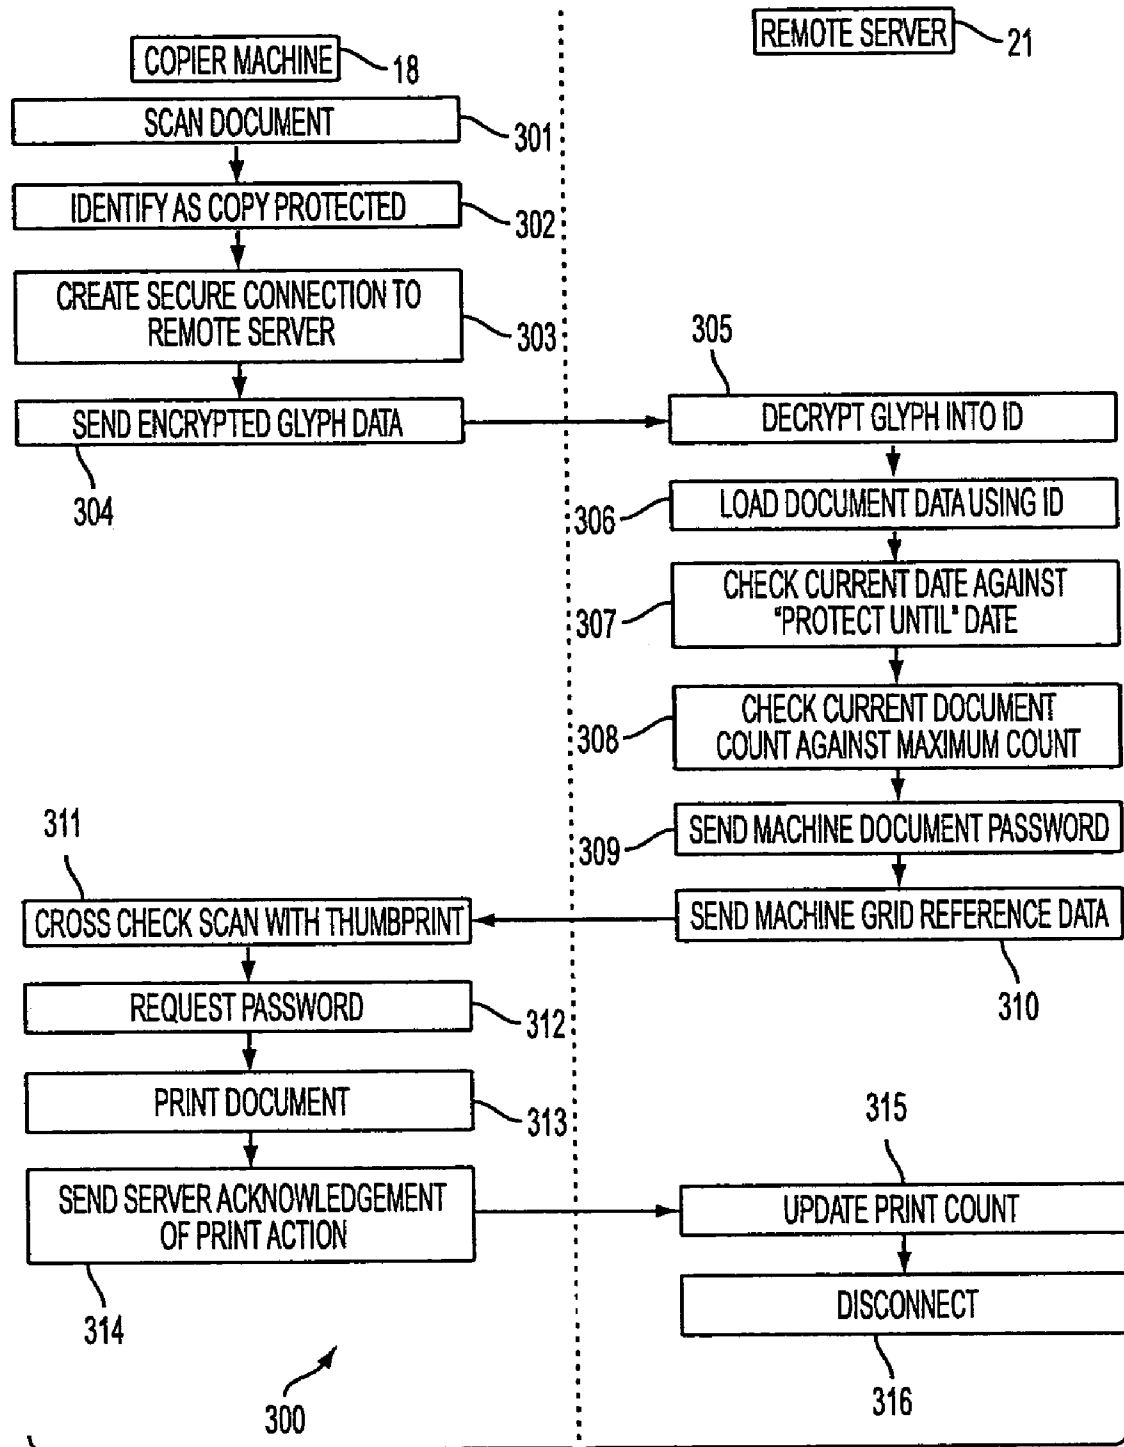 COPIER MACHINE
18
REMOTE SERVER
21
SCAN DOCUMENT
301
IDENTIFY AS COPY PROTECTED
302
CREATE SECURE CONNECTION TO
REMOTE SERVER
303
SEND ENCRYPTED GLYPH DATA
304
305
DECRYPT GLYPH INTO ID
306
LOAD DOCUMENT DATA USING ID
307
CHECK CURRENT DATE AGAINST
"PROTECT UNTIL" DATE
308
CHECK CURRENT DOCUMENT
COUNT AGAINST MAXIMUM COUNT
309
SEND MACHINE DOCUMENT PASSWORD
SEND MACHINE GRID REFERENCE DATA
310
311
CROSS CHECK SCAN WITH THUMBPRINT
REQUEST PASSWORD
312
PRINT DOCUMENT
313
SEND SERVER ACKNOWLEDGEMENT
OF PRINT ACTION
314
315
UPDATE PRINT COUNT
DISCONNECT
316
300